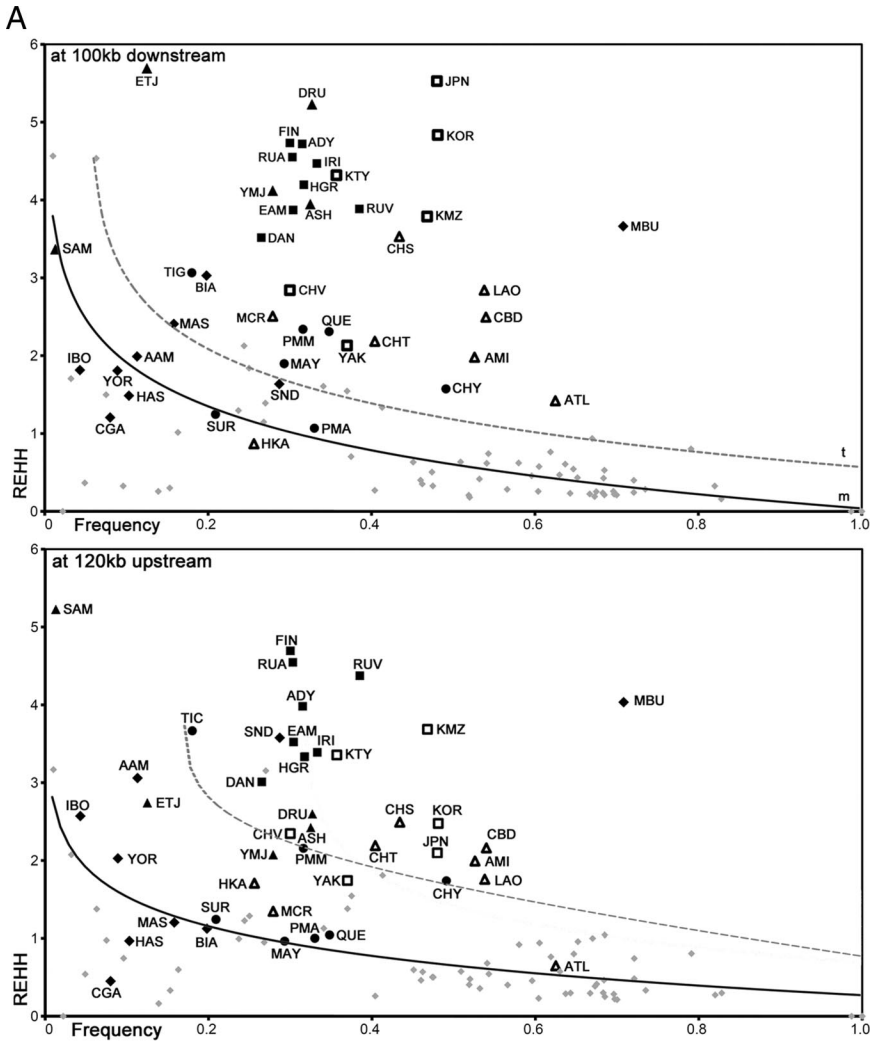 A
6
at 100kb downstream
ETJ
JPN
DRU
5
FIN
ADY
KOR
RUA
IRI
KTY
HGR
4
YMJ
EAM
ASH
RUV
KMZ
MBU
DAN
CHS
SAM
3
TIG
BIA
CHV
LAO
MAS
MCR
QUE
CBD
PMM
CHT
2
IBO
AAM
MAY
YAK
AMI
YOR
SND
CHY
HAS
ATL
1
CGA
SUR
PMA
HKA
t
m
REHH
0
Frequency
0.2
0.4
0.6
0.8
1.0
6
at 120kb upstream
SAM
5
FIN
RUA
RUV
4
ADY
MBU
TIC
SND
EAM
KMZ
IRI
KTY
HGR
3
AAM
DAN
ETJ
IBO
DRU
CHS
KOR
CHV
ASH
CBD
JPN
2
YOR
YMJ
PMM
CHT
AMI
HKA
YAK
CHY
LAO
SUR
MCR
MAS
PMA
1
HAS
BIA
MAY
QUE
ATL
CGA
REHH
0
Frequency
0.2
0.4
0.6
0.8
1.0